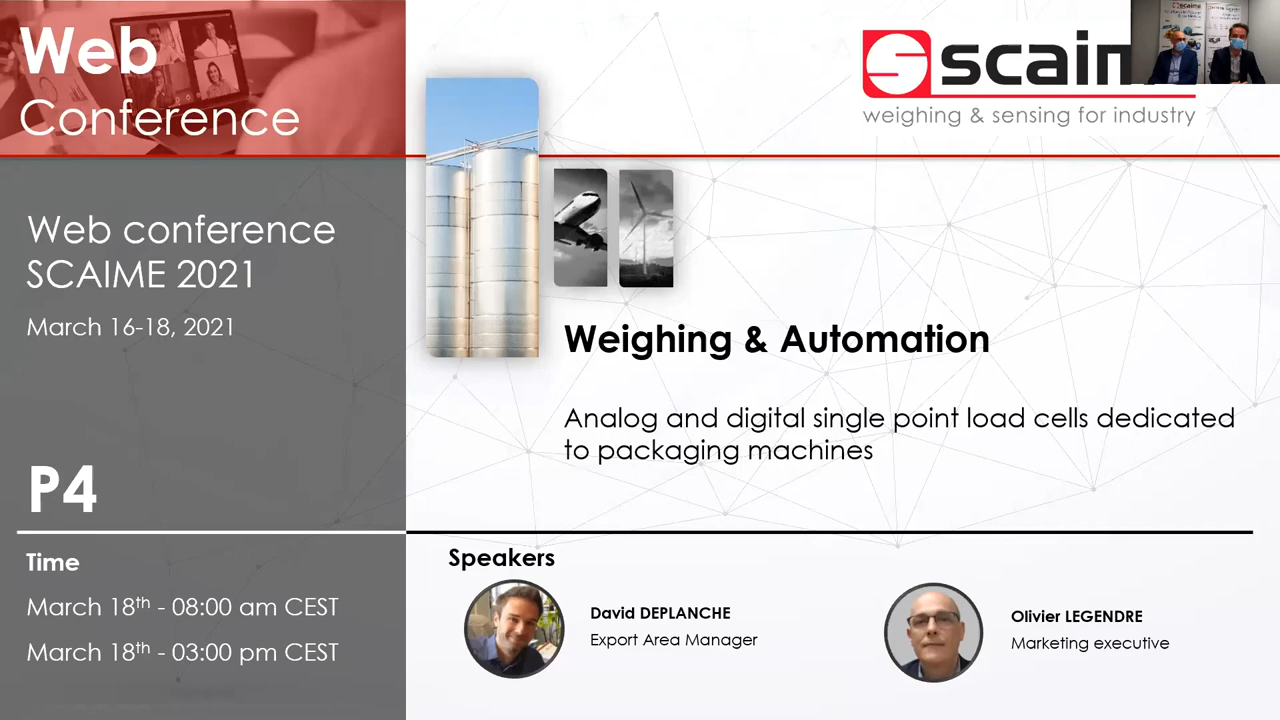 Web
Conference
scaim
weighing & sensing for industry
Web conference
SCAIME 2021
March 16-18, 2021
Weighing & Automation
Analog and digital single point load cells dedicated
to packaging machines
P4
Time
March 18th - 08:00 am CEST
March 18th - 03:00 pm CEST
Speakers
David DEPLANCHE
Export Area Manager
Olivier LEGENDRE
Marketing executive